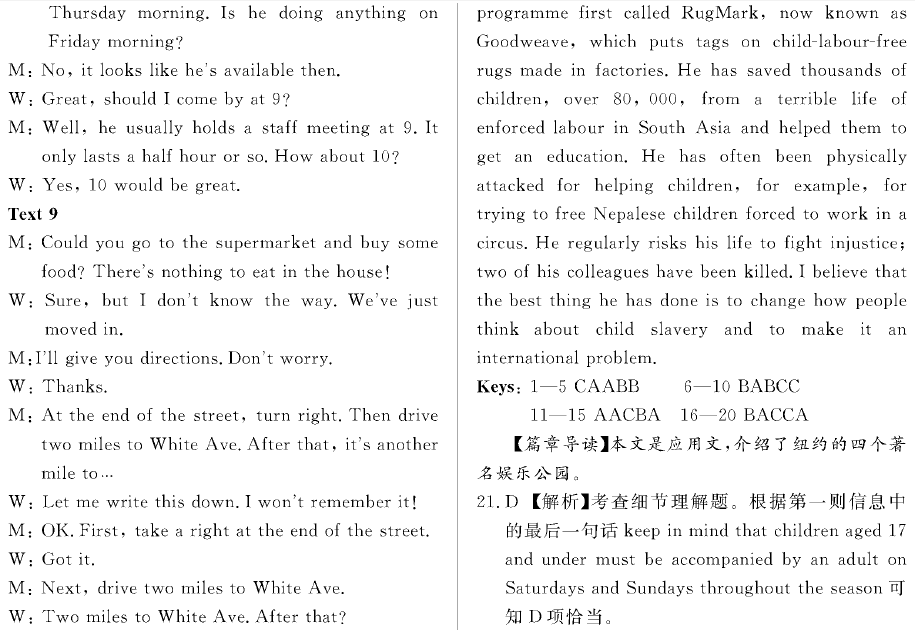 Thursday morning. Is he doing anything on
Friday morning?
M: No, it looks like he's available then.
W: Great, should I come by at 9?
M: Well, he usually holds a staff meeting at 9. It
only lasts a half hour or so. How about 10?
W: Yes, 10 would be great.
Text 9
M: Could you go to the supermarket and buy some
food? There's nothing to eat in the house!
W: Sure, but I don't know the way. We've just
moved in.
M: I'll give you directions. Don't worry.
W: Thanks.
M: At the end of the street, turn right. Then drive
two miles to White Ave. After that, it's another
mile to…
W: Let me write this down. I won't remember it!
M: OK. First, take a right at the end of the street.
W: Got it.
M: Next, drive two miles to White Ave.
W: Two miles to White Ave. After that?
programme first called RugMark, now known as
Goodweave, which puts tags on child-labour-free
rugs made in factories. He has saved thousands of
children, over 80,000, from a terrible life of
enforced labour in South Asia and helped them to
get an education. He has often been physically
attacked for helping children, for example, for
trying to free Nepalese children forced to work in a
circus. He regularly risks his life to fight injustice;
two of his colleagues have been killed. I believe that
the best thing he has done is to change how people
think about child slavery and to make it an
international problem.
Keys: 1—5 CAABB 6—10 BABCC
11—15 AACBA 16—20 BACCA
【篇章导读】本文是应用文,介绍了纽约的四个著
名娱乐公园。
21. D 【解析】考查细节理解题。根据第一则信息中
的最后一句话 keep in mind that children aged 17
and under must be accompanied by an adult on
Saturdays and Sundays throughout the season 可
知 D 项恰当。